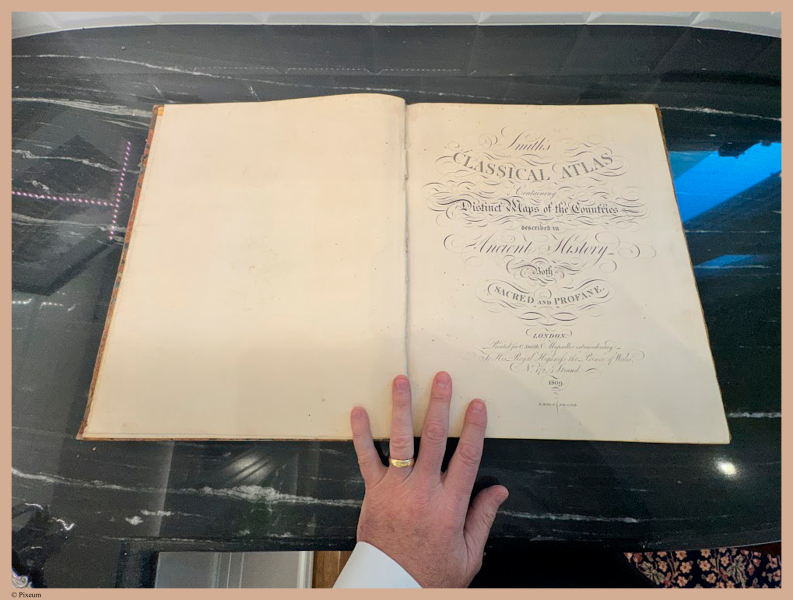 Smith's
CLASSICAL ATLAS
Containing
Distinct Maps of the Countries
described in
Ancient History
Both
SACRED AND PROFANE.
LONDON:
Printed for C. Smith Mapseller extraordinary
to His Royal Highness the Prince of Wales,
No. 172, Strand
1809
© Pixeum